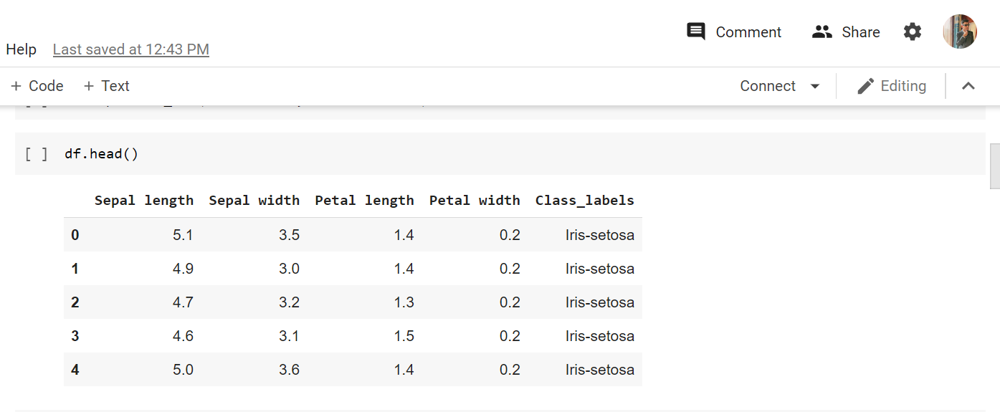 Comment Share
Help Last saved at 12:43 PM
+ Code + Text Connect Editing
[ ] df.head()
Sepal length Sepal width Petal length Petal width Class_labels
0 5.1 3.5 1.4 0.2 Iris-setosa
1 4.9 3.0 1.4 0.2 Iris-setosa
2 4.7 3.2 1.3 0.2 Iris-setosa
3 4.6 3.1 1.5 0.2 Iris-setosa
4 5.0 3.6 1.4 0.2 Iris-setosa